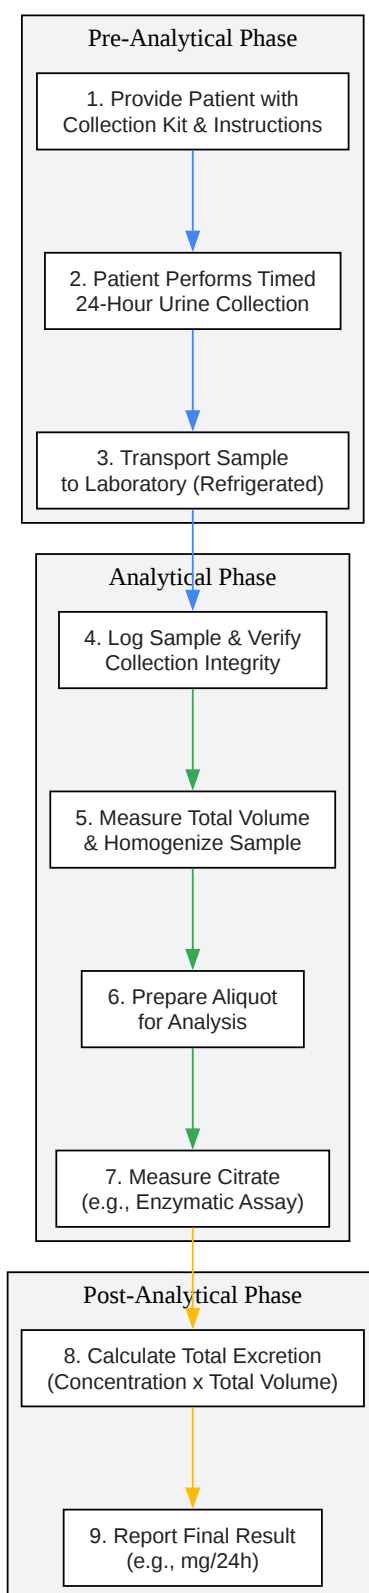 Pre-Analytical Phase
1. Provide Patient with
Collection Kit & Instructions
2. Patient Performs Timed
24-Hour Urine Collection
3. Transport Sample
to Laboratory (Refrigerated)
Analytical Phase
4. Log Sample & Verify
Collection Integrity
5. Measure Total Volume
& Homogenize Sample
6. Prepare Aliquot
for Analysis
7. Measure Citrate
(e.g., Enzymatic Assay)
Post-Analytical Phase
8. Calculate Total Excretion
(Concentration x Total Volume)
9. Report Final Result
(e.g., mg/24h)